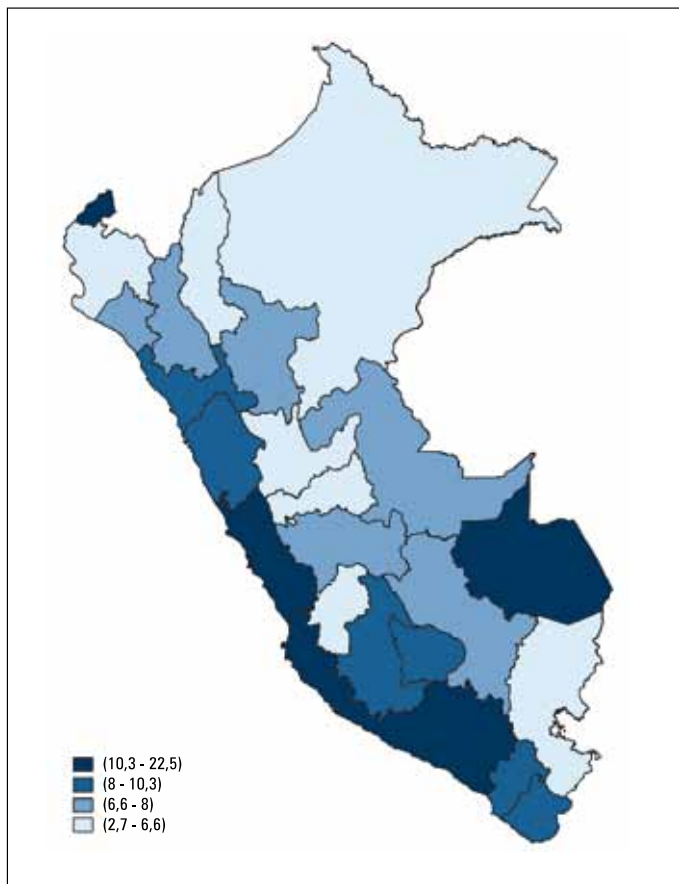 (10,3 - 22,5)
(8 - 10,3)
(6,6 - 8)
(2,7 - 6,6)